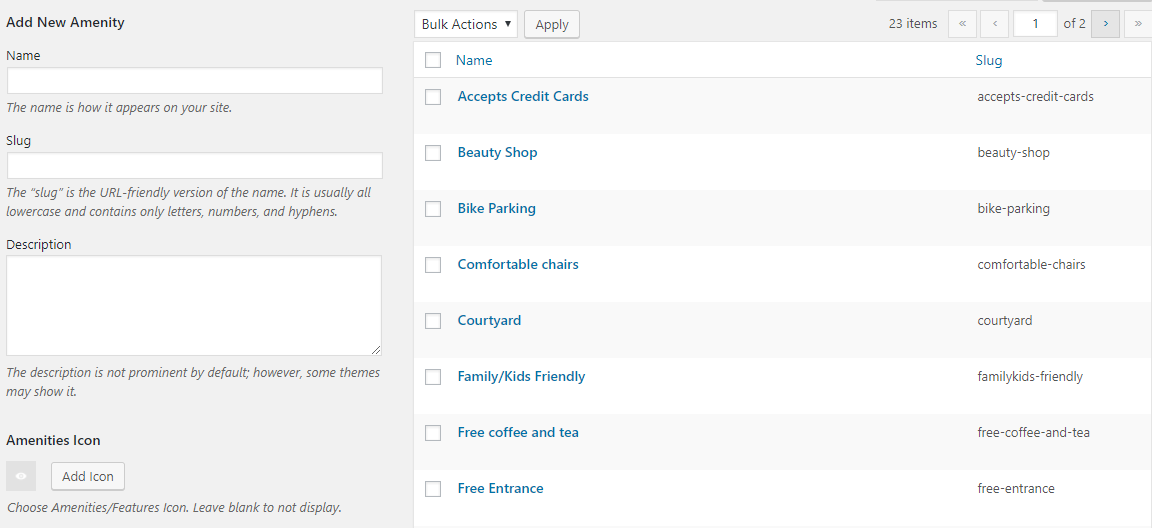 Add New Amenity
Name
The name is how it appears on your site.
Slug
The “slug” is the URL-friendly version of the name. It is usually all
lowercase and contains only letters, numbers, and hyphens.
Description
The description is not prominent by default; however, some themes
may show it.
Amenities Icon
Add Icon
Choose Amenities/Features Icon. Leave blank to not display.
Bulk Actions ▼ Apply 23 items « ‹ 1 of 2 › »
Name Slug
Accepts Credit Cards accepts-credit-cards
Beauty Shop beauty-shop
Bike Parking bike-parking
Comfortable chairs comfortable-chairs
Courtyard courtyard
Family/Kids Friendly familykids-friendly
Free coffee and tea free-coffee-and-tea
Free Entrance free-entrance